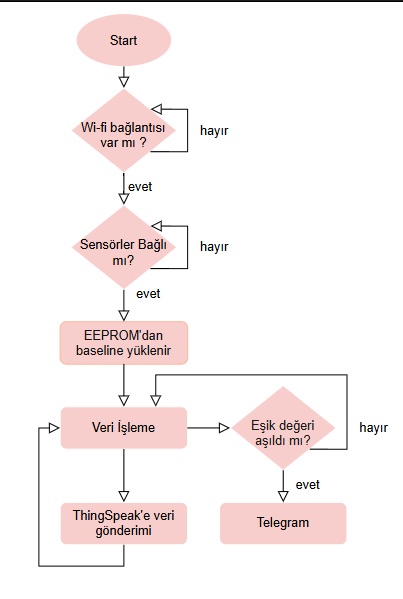 Start
Wi-fi bağlantısı
var mı ?
hayır
evet
Sensörler Bağlı
mı?
hayır
evet
EEPROM'dan
baseline yüklenir
Veri İşleme
Eşik değeri
aşıldı mı?
hayır
evet
ThingSpeak'e veri
gönderimi
Telegram